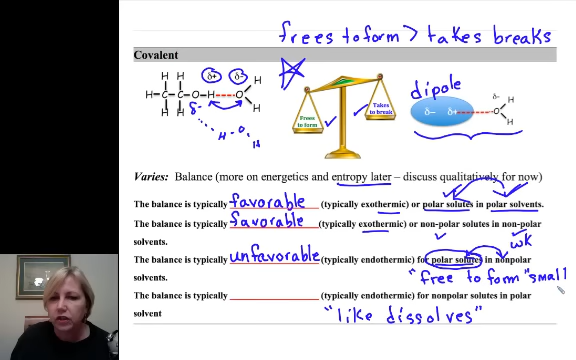 frees to form > takes breaks
Covalent
H H
H-C-C-O-H δ+ δ- O H
H H δ- H
H-O
H
Frees to form
Takes to break
dipole
δ- δ+ δ- O H
H
Varies: Balance (more on energetics and entropy later – discuss qualitatively for now)
The balance is typically favorable (typically exothermic) or polar solutes in polar solvents.
The balance is typically favorable (typically exothermic) or non-polar solutes in non-polar
solvents. wk
The balance is typically unfavorable (typically endothermic) for polar solutes in nonpolar
solvents. "free to form" small
The balance is typically (typically endothermic) for nonpolar solutes in polar
solvent "like dissolves"